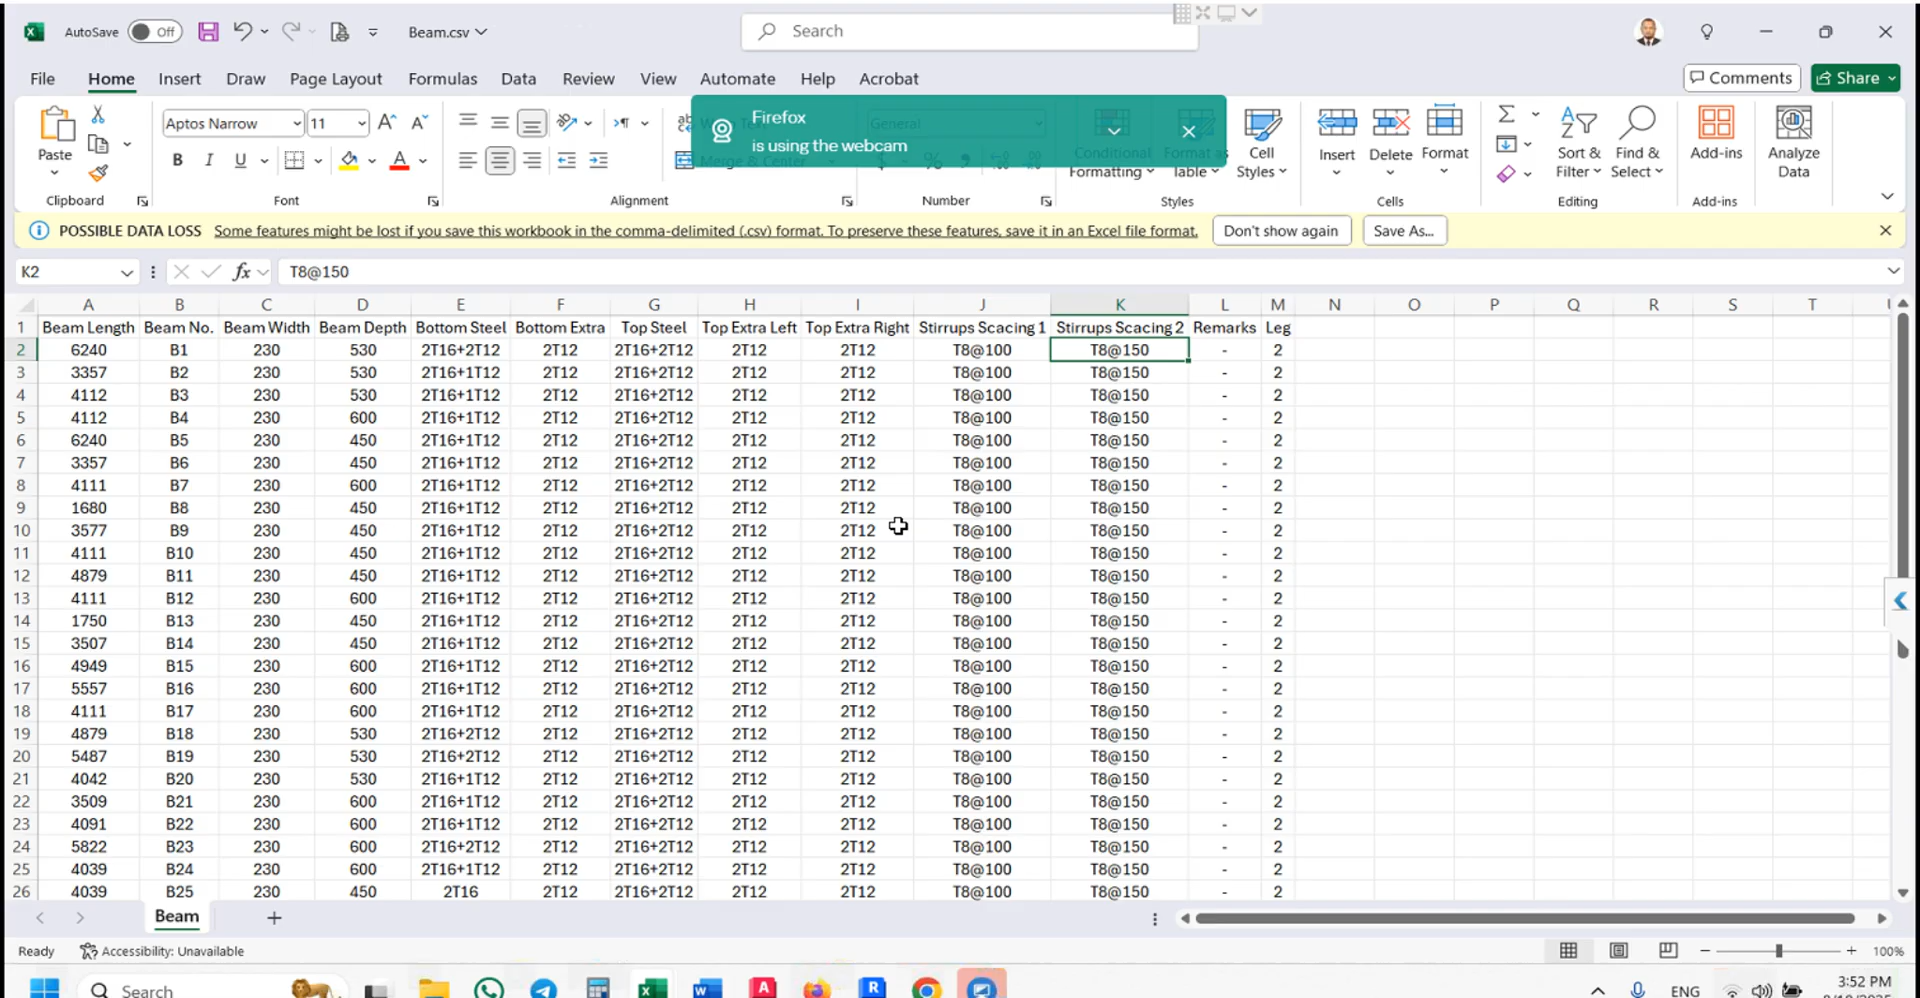 AutoSave Off Beam.csv Search
File Home Insert Draw Page Layout Formulas Data Review View Automate Help Acrobat Comments Share
Firefox
is using the webcam
Paste Aptos Narrow 11 General
Merge & Center
Conditional Formatting Format as Table Cell Styles Insert Delete Format Sort & Filter Find & Select Add-ins Analyze Data
Clipboard Font Alignment Number Styles Cells Editing Add-ins
POSSIBLE DATA LOSS Some features might be lost if you save this workbook in the comma-delimited (.csv) format. To preserve these features, save it in an Excel file format. Don't show again Save As...
K2 fx T8@150
A B C D E F G H I J K L M N O P Q R S T
1 Beam Length Beam No. Beam Width Beam Depth Bottom Steel Bottom Extra Top Steel Top Extra Left Top Extra Right Stirrups Scacing 1 Stirrups Scacing 2 Remarks Leg
2 6240 B1 230 530 2T16+2T12 2T12 2T16+2T12 2T12 2T12 T8@100 T8@150 - 2
3 3357 B2 230 530 2T16+1T12 2T12 2T16+2T12 2T12 2T12 T8@100 T8@150 - 2
4 4112 B3 230 530 2T16+1T12 2T12 2T16+2T12 2T12 2T12 T8@100 T8@150 - 2
5 4112 B4 230 600 2T16+1T12 2T12 2T16+2T12 2T12 2T12 T8@100 T8@150 - 2
6 6240 B5 230 450 2T16+1T12 2T12 2T16+2T12 2T12 2T12 T8@100 T8@150 - 2
7 3357 B6 230 450 2T16+1T12 2T12 2T16+2T12 2T12 2T12 T8@100 T8@150 - 2
8 4111 B7 230 600 2T16+1T12 2T12 2T16+2T12 2T12 2T12 T8@100 T8@150 - 2
9 1680 B8 230 450 2T16+1T12 2T12 2T16+2T12 2T12 2T12 T8@100 T8@150 - 2
10 3577 B9 230 450 2T16+1T12 2T12 2T16+2T12 2T12 2T12 T8@100 T8@150 - 2
11 4111 B10 230 450 2T16+1T12 2T12 2T16+2T12 2T12 2T12 T8@100 T8@150 - 2
12 4879 B11 230 450 2T16+1T12 2T12 2T16+2T12 2T12 2T12 T8@100 T8@150 - 2
13 4111 B12 230 600 2T16+1T12 2T12 2T16+2T12 2T12 2T12 T8@100 T8@150 - 2
14 1750 B13 230 450 2T16+1T12 2T12 2T16+2T12 2T12 2T12 T8@100 T8@150 - 2
15 3507 B14 230 450 2T16+1T12 2T12 2T16+2T12 2T12 2T12 T8@100 T8@150 - 2
16 4949 B15 230 600 2T16+1T12 2T12 2T16+2T12 2T12 2T12 T8@100 T8@150 - 2
17 5557 B16 230 600 2T16+1T12 2T12 2T16+2T12 2T12 2T12 T8@100 T8@150 - 2
18 4111 B17 230 600 2T16+1T12 2T12 2T16+2T12 2T12 2T12 T8@100 T8@150 - 2
19 4879 B18 230 530 2T16+2T12 2T12 2T16+2T12 2T12 2T12 T8@100 T8@150 - 2
20 5487 B19 230 530 2T16+2T12 2T12 2T16+2T12 2T12 2T12 T8@100 T8@150 - 2
21 4042 B20 230 530 2T16+1T12 2T12 2T16+2T12 2T12 2T12 T8@100 T8@150 - 2
22 3509 B21 230 600 2T16+1T12 2T12 2T16+2T12 2T12 2T12 T8@100 T8@150 - 2
23 4091 B22 230 600 2T16+1T12 2T12 2T16+2T12 2T12 2T12 T8@100 T8@150 - 2
24 5822 B23 230 600 2T16+2T12 2T12 2T16+2T12 2T12 2T12 T8@100 T8@150 - 2
25 4039 B24 230 600 2T16+1T12 2T12 2T16+2T12 2T12 2T12 T8@100 T8@150 - 2
26 4039 B25 230 450 2T16 2T12 2T16+2T12 2T12 2T12 T8@100 T8@150 - 2
Beam
Ready Accessibility: Unavailable 100%
Search ENG 3:52 PM